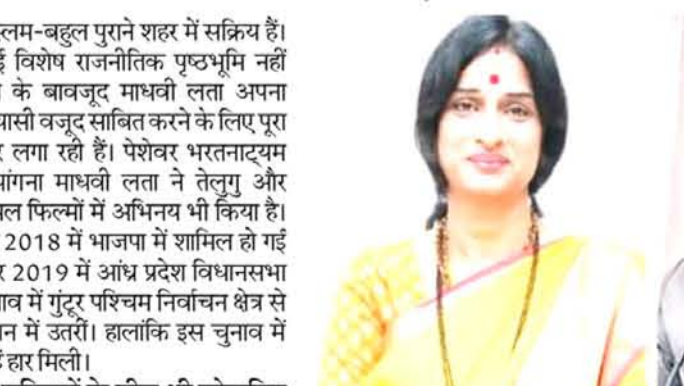 लम-बहुल पुराने शहर में सक्रिय हैं।
विशेष राजनीतिक पृष्ठभूमि नहीं
के बावजूद माधवी लता अपना
यासी वजूद साबित करने के लिए पूरा
लगा रही हैं। पेशेवर भरतनाट्यम
यांगना माधवी लता ने तेलुगु और
ल फिल्मों में अभिनय भी किया है।
2018 में भाजपा में शामिल हो गईं
2019 में आंध्र प्रदेश विधानसभा
ाव में गुंटूर पश्चिम निर्वाचन क्षेत्र से
न में उतरीं। हालांकि इस चुनाव में
हार मिली।